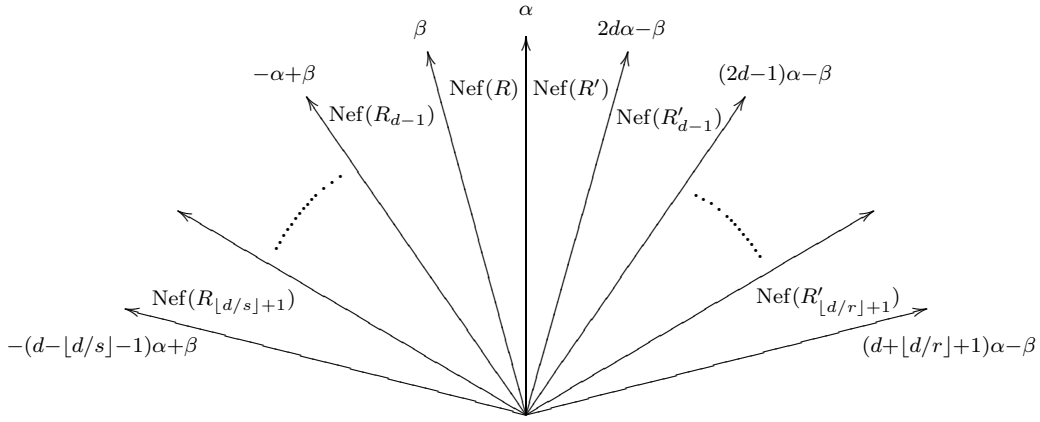 α
β 2dα−β
−α+β (2d−1)α−β
Nef(R) Nef(R′)
Nef(R_{d−1}) Nef(R′_{d−1})
Nef(R_{⌊d/s⌋+1}) Nef(R′_{⌊d/r⌋+1})
−(d−⌊d/s⌋−1)α+β (d+⌊d/r⌋+1)α−β